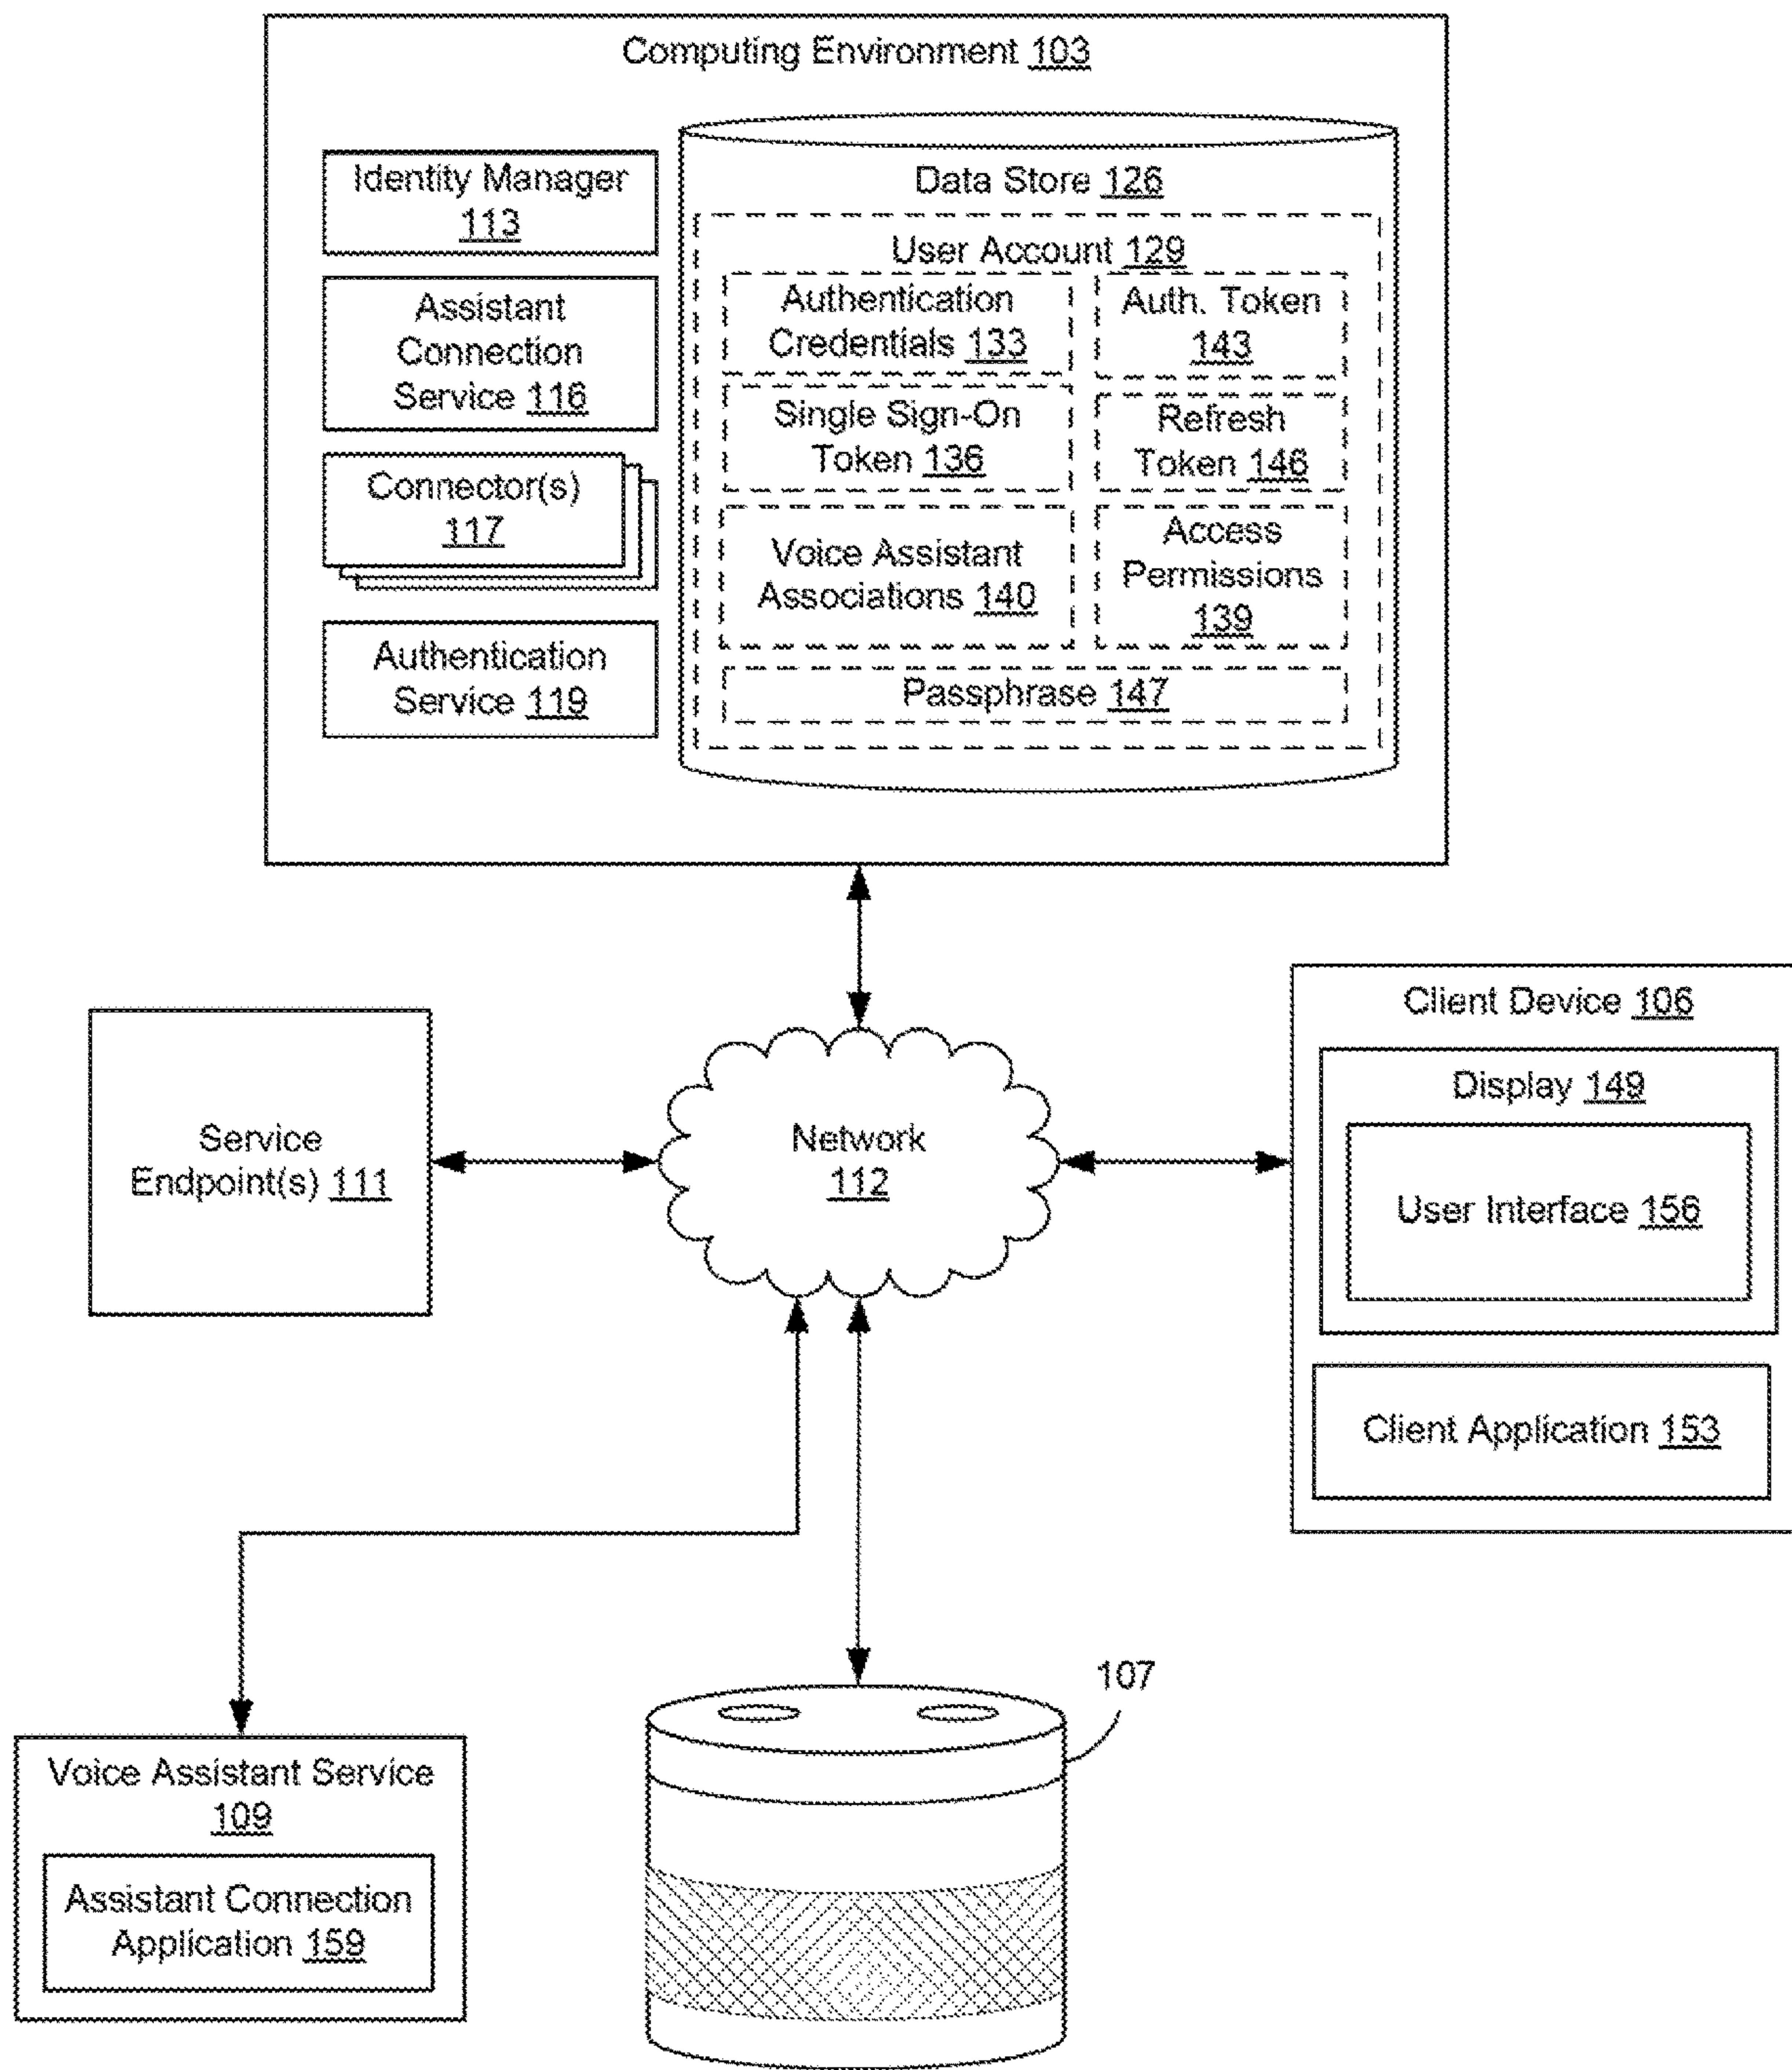 Computing Environment 103
Identity Manager
113
Assistant
Connection
Service 116
Connector(s)
117
Authentication
Service 119
Data Store 126
User Account 129
Authentication
Credentials 133
Auth. Token
143
Single Sign-On
Token 136
Refresh
Token 146
Voice Assistant
Associations 140
Access
Permissions
139
Passphrase 147
Service
Endpoint(s) 111
Network
112
Client Device 106
Display 149
User Interface 156
Client Application 153
Voice Assistant Service
109
Assistant Connection
Application 159
107